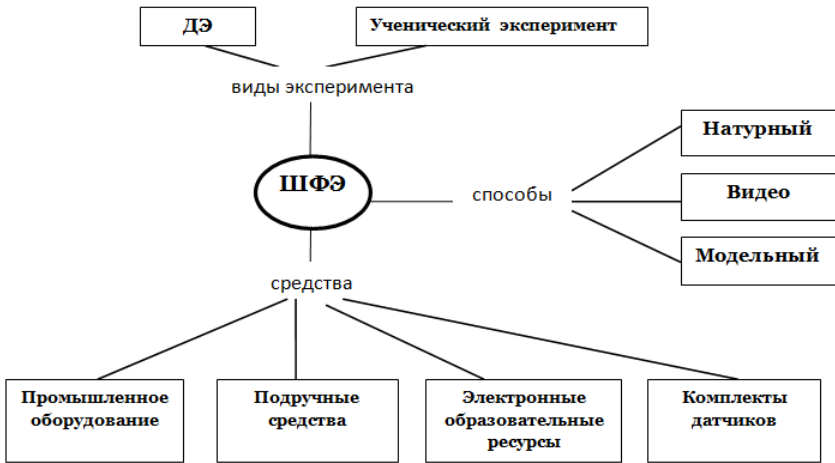 ДЭ
Ученический эксперимент
виды эксперимента
ШФЭ
способы
Натурный
Видео
Модельный
средства
Промышленное
оборудование
Подручные
средства
Электронные
образовательные
ресурсы
Комплекты
датчиков